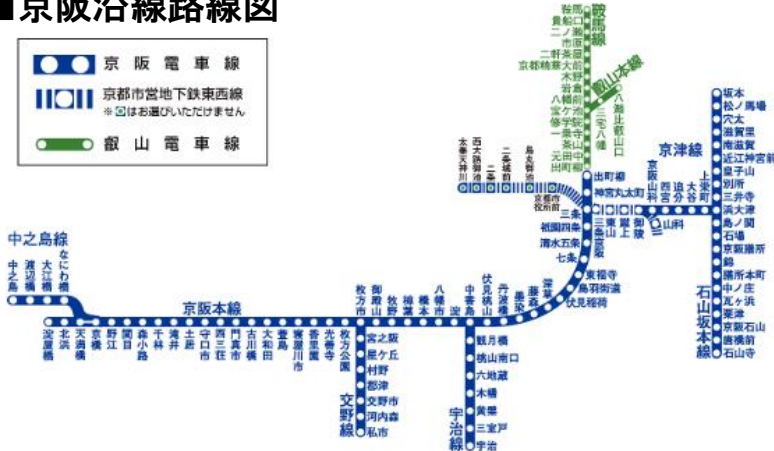 ■京阪沿線路線図
京阪電車線
京都市営地下鉄東西線
※◎はお選びいただけません
叡山電車線
鞍馬線
鞍馬
貴船口
二ノ瀬
市原
二軒茶屋
京都精華大前
木野
岩倉
八幡前
宝ヶ池
修学院
一乗寺
茶山
元田中
出町柳
叡山本線
八瀬比叡山口
三宅八幡
太秦天神川
西大路御池
二条
二条城前
烏丸御池
京都市役所前
出町柳
神宮丸太町
三条
祇園四条
清水五条
七条
東福寺
鳥羽街道
伏見稲荷
深草
藤森
墨染
丹波橋
伏見桃山
中書島
淀
八幡市
橋本
樟葉
牧野
御殿山
枚方市
三条京阪
東山
蹴上
御陵
山科
京津線
京阪山科
四宮
追分
大谷
上栄町
坂本
松ノ馬場
穴太
滋賀里
南滋賀
近江神宮前
皇子山
別所
三井寺
浜大津
島ノ関
石場
京阪膳所
錦
膳所本町
中ノ庄
瓦ヶ浜
粟津
京阪石山
唐橋前
石山寺
石山坂本線
中之島線
中之島
渡辺橋
大江橋
なにわ橋
京阪本線
淀屋橋
北浜
天満橋
京橋
野江
関目
森小路
千林
滝井
土居
守口市
西三荘
門真市
古川橋
大和田
萱島
寝屋川市
香里園
光善寺
枚方公園
宮之阪
星ケ丘
村野
郡津
交野市
河内森
私市
交野線
観月橋
桃山南口
六地蔵
木幡
黄檗
三室戸
宇治
宇治線